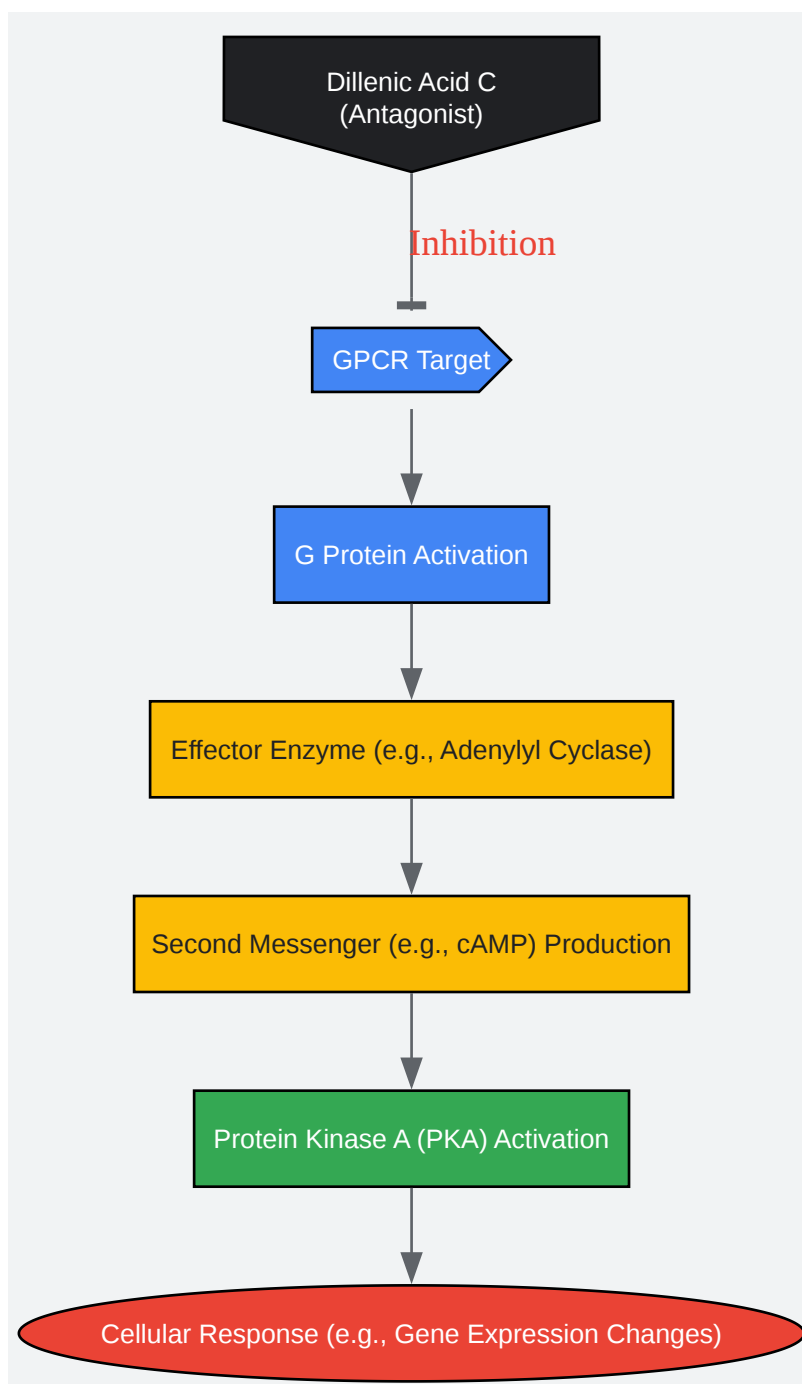 Dillenic Acid C
(Antagonist)
Inhibition
GPCR Target
G Protein Activation
Effector Enzyme (e.g., Adenylyl Cyclase)
Second Messenger (e.g., cAMP) Production
Protein Kinase A (PKA) Activation
Cellular Response (e.g., Gene Expression Changes)